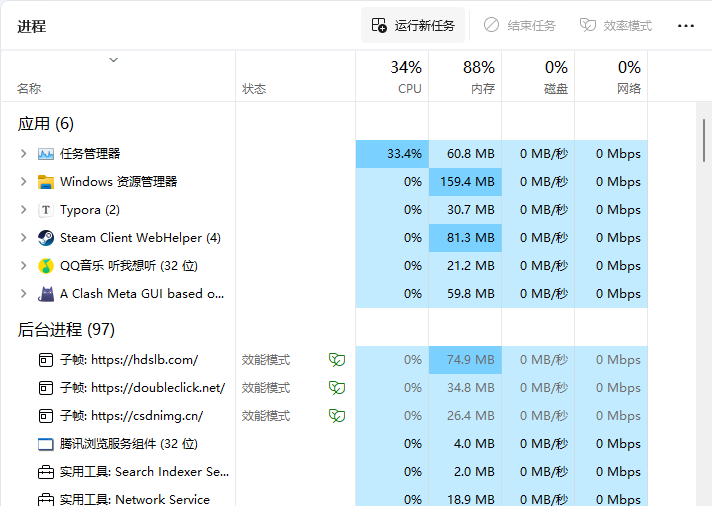 进程
运行新任务 结束任务 效率模式
34% 88% 0% 0%
名称 状态 CPU 内存 磁盘 网络
应用 (6)
任务管理器 33.4% 60.8 MB 0 MB/秒 0 Mbps
Windows 资源管理器 0% 159.4 MB 0 MB/秒 0 Mbps
T Typora (2) 0% 30.7 MB 0 MB/秒 0 Mbps
Steam Client WebHelper (4) 0% 81.3 MB 0 MB/秒 0 Mbps
QQ音乐 听我想听 (32 位) 0% 21.2 MB 0 MB/秒 0 Mbps
A Clash Meta GUI based o... 0% 59.8 MB 0 MB/秒 0 Mbps
后台进程 (97)
子帧: https://hdslb.com/ 效能模式 0% 74.9 MB 0 MB/秒 0 Mbps
子帧: https://doubleclick.net/ 效能模式 0% 34.8 MB 0 MB/秒 0 Mbps
子帧: https://csdnimg.cn/ 效能模式 0% 26.4 MB 0 MB/秒 0 Mbps
腾讯浏览服务组件 (32 位) 0% 4.0 MB 0 MB/秒 0 Mbps
实用工具: Search Indexer Se... 0% 2.0 MB 0 MB/秒 0 Mbps
实用工具: Network Service 0% 18.9 MB 0 MB/秒 0 Mbps